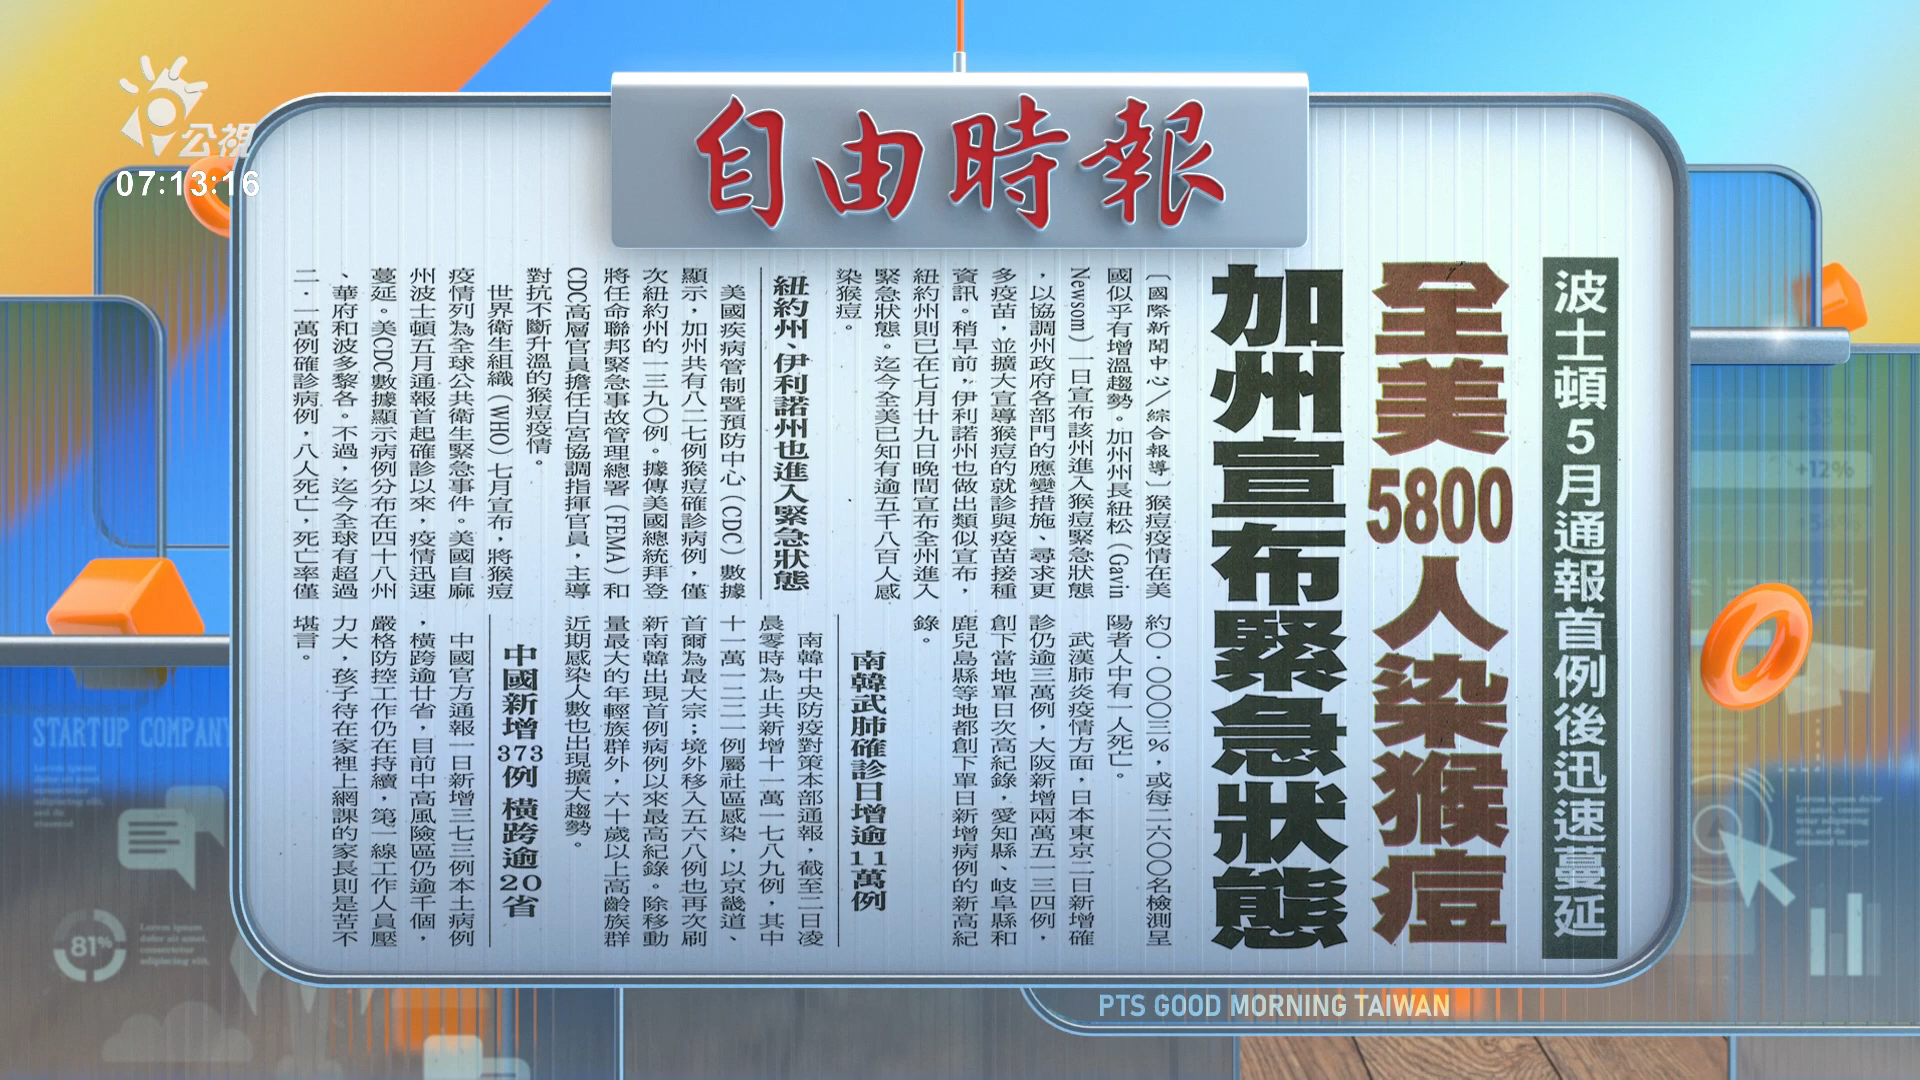 公視
07:13:16
自由時報
波士頓5月通報首例後迅速蔓延
全美5800人染猴痘
加州宣布緊急狀態
〔國際新聞中心／綜合報導〕猴痘疫情在美
國似乎有增溫趨勢。加州州長紐松（Gavin
Newsom）一日宣布該州進入猴痘緊急狀態
，以協調州政府各部門的應變措施、尋求更
多疫苗，並擴大宣導猴痘的就診與疫苗接種
資訊。稍早前，伊利諾州也做出類似宣布，
紐約州則已在七月廿九日晚間宣布全州進入
緊急狀態。迄今全美已知有逾五千八百人感
染猴痘。
紐約州、伊利諾州也進入緊急狀態
美國疾病管制暨預防中心（CDC）數據
顯示，加州共有八二七例猴痘確診病例，僅
次紐約州的一三九〇例。據傳美國總統拜登
將任命聯邦緊急事故管理總署（FEMA）和
CDC高層官員擔任白宮協調指揮官員，主導
對抗不斷升溫的猴痘疫情。
世界衛生組織（WHO）七月宣布，將猴痘
疫情列為全球公共衛生緊急事件。美國自麻
州波士頓五月通報首起確診以來，疫情迅速
蔓延。美CDC數據顯示病例分布在四十八州
、華府和波多黎各。不過，迄今全球有超過
二．一萬例確診病例，八人死亡，死亡率僅
約〇．〇〇〇三％，或每二六〇〇名檢測呈
陽者人中有一人死亡。
武漢肺炎疫情方面，日本東京二日新增確
診仍逾三萬例，大阪新增兩萬五一三四例，
創下當地單日次高紀錄，愛知縣、岐阜縣和
鹿兒島縣等地都創下單日新增病例的新高紀
錄。
南韓武肺確診日增逾11萬例
南韓中央防疫對策本部通報，截至二日凌
晨零時為止共新增十一萬一七八九例，其中
十一萬一二二一例屬社區感染，以京畿道、
首爾為最大宗；境外移入五六八例也再次刷
新南韓出現首例病例以來最高紀錄。除移動
量最大的年輕族群外，六十歲以上高齡族群
近期感染人數也出現擴大趨勢。
中國新增373例 橫跨逾20省
中國官方通報一日新增三七三例本土病例
，橫跨逾廿省，目前中高風險區仍逾千個，
嚴格防控工作仍在持續，第一線工作人員壓
力大，孩子待在家裡上網課的家長則是苦不
堪言。
STARTUP COMPANY
81%
+12%
PTS GOOD MORNING TAIWAN